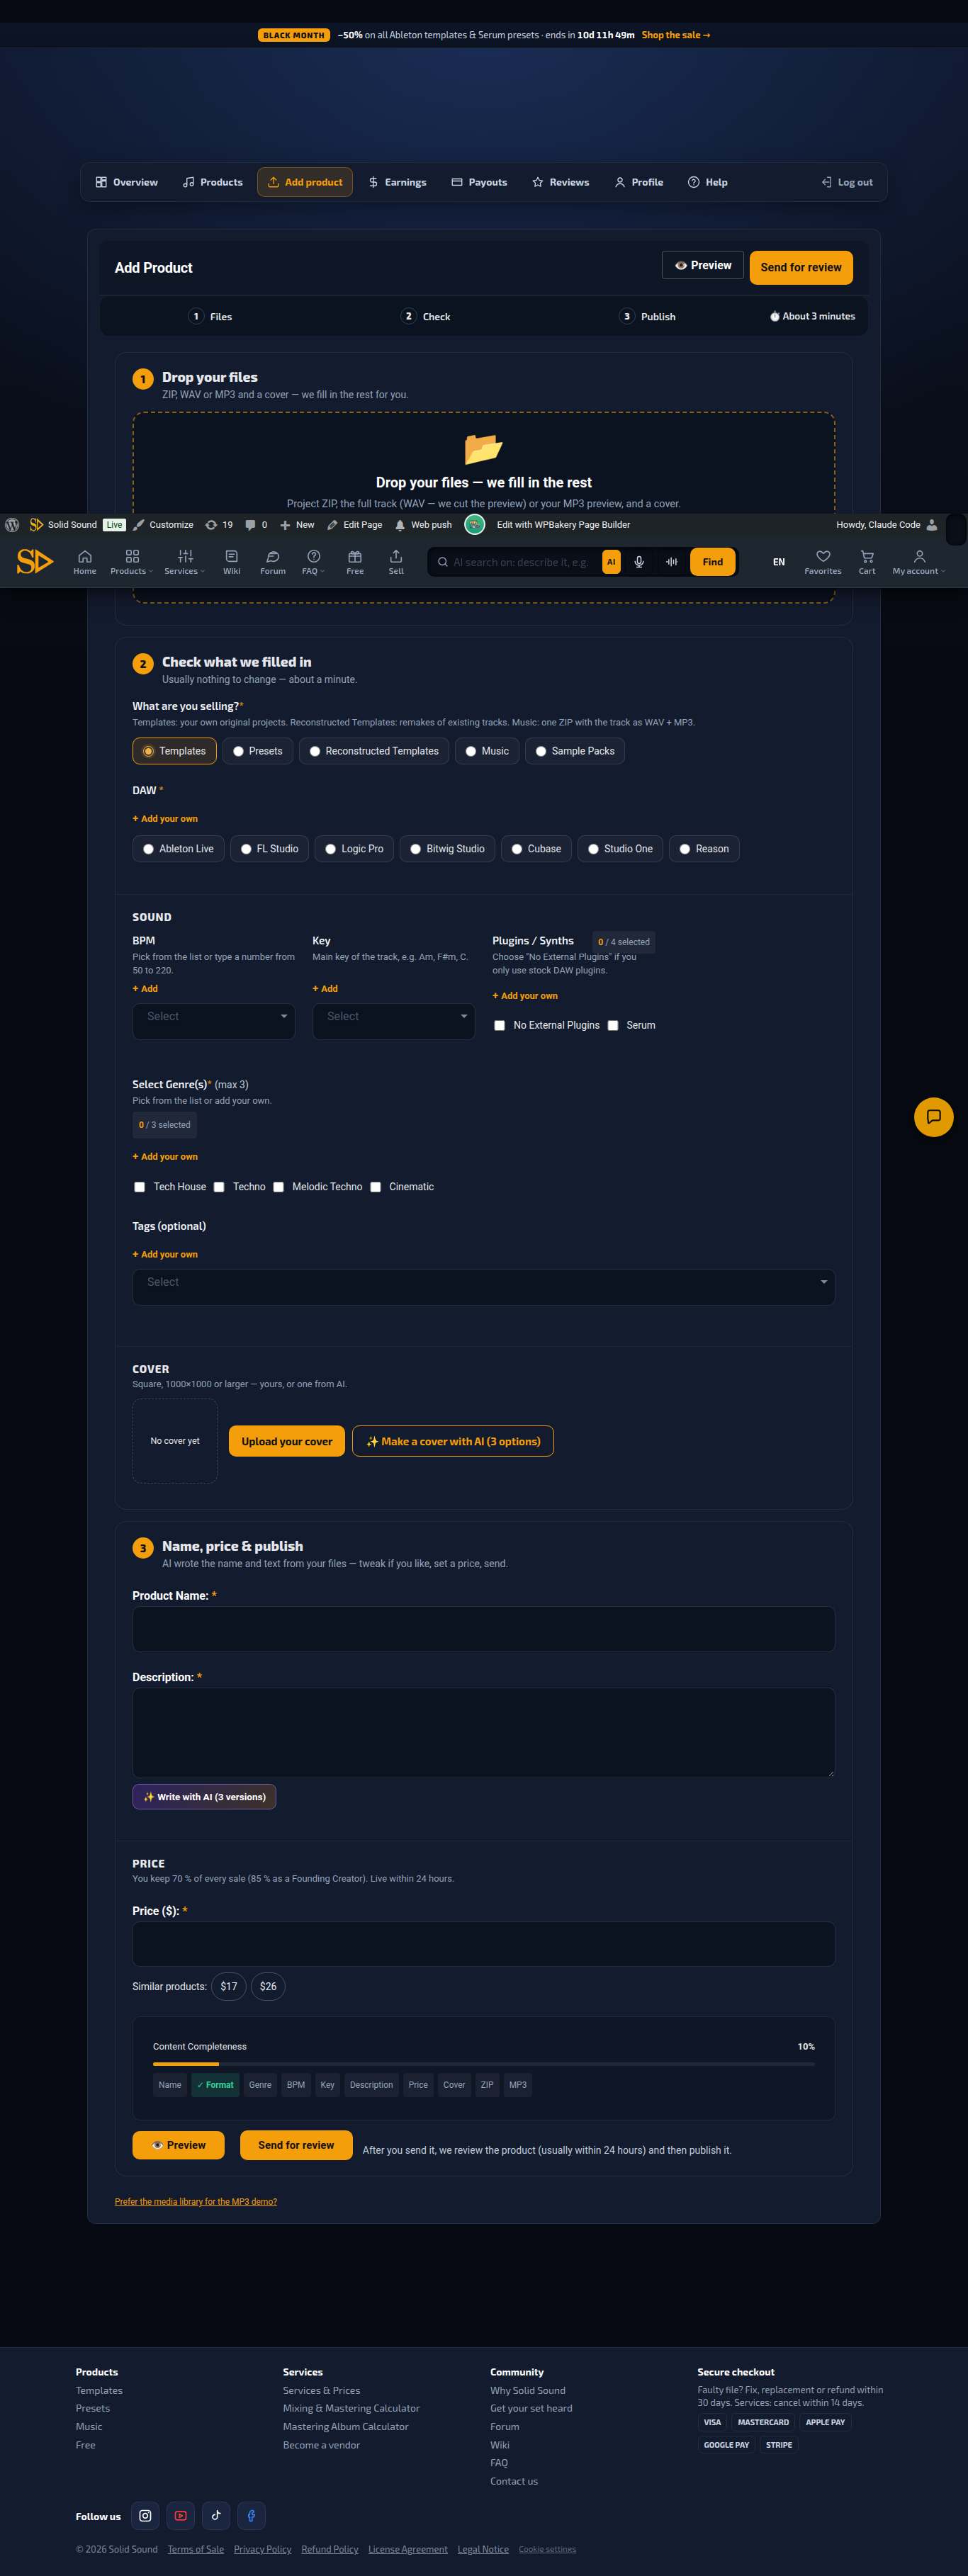 BLACK MONTH −50% on all Ableton templates & Serum presets · ends in 10d 11h 49m Shop the sale →
Overview Products Add product $ Earnings Payouts Reviews Profile Help Log out
Add Product Preview Send for review
1 Files 2 Check 3 Publish About 3 minutes
1 Drop your files
ZIP, WAV or MP3 and a cover — we fill in the rest for you.
Drop your files — we fill in the rest
Project ZIP, the full track (WAV — we cut the preview) or your MP3 preview, and a cover.
Solid Sound Live Customize 19 0 New Edit Page Web push Edit with WPBakery Page Builder Howdy, Claude Code
Home Products Services Wiki Forum FAQ Free Sell AI search on: describe it, e.g. AI Find EN Favorites Cart My account
2 Check what we filled in
Usually nothing to change — about a minute.
What are you selling?*
Templates: your own original projects. Reconstructed Templates: remakes of existing tracks. Music: one ZIP with the track as WAV + MP3.
Templates Presets Reconstructed Templates Music Sample Packs
DAW *
+ Add your own
Ableton Live FL Studio Logic Pro Bitwig Studio Cubase Studio One Reason
SOUND
BPM Key Plugins / Synths 0 / 4 selected
Pick from the list or type a number from Main key of the track, e.g. Am, F#m, C. Choose "No External Plugins" if you
50 to 220. only use stock DAW plugins.
+ Add + Add + Add your own
Select Select No External Plugins Serum
Select Genre(s)* (max 3)
Pick from the list or add your own.
0 / 3 selected
+ Add your own
Tech House Techno Melodic Techno Cinematic
Tags (optional)
+ Add your own
Select
COVER
Square, 1000×1000 or larger — yours, or one from AI.
No cover yet Upload your cover ✨ Make a cover with AI (3 options)
3 Name, price & publish
AI wrote the name and text from your files — tweak if you like, set a price, send.
Product Name: *
Description: *
✨ Write with AI (3 versions)
PRICE
You keep 70 % of every sale (85 % as a Founding Creator). Live within 24 hours.
Price ($): *
Similar products: $17 $26
Content Completeness 10%
Name ✓ Format Genre BPM Key Description Price Cover ZIP MP3
Preview Send for review After you send it, we review the product (usually within 24 hours) and then publish it.
Prefer the media library for the MP3 demo?
Products Services Community Secure checkout
Templates Services & Prices Why Solid Sound Faulty file? Fix, replacement or refund within
Presets Mixing & Mastering Calculator Get your set heard 30 days. Services: cancel within 14 days.
Music Mastering Album Calculator Forum VISA MASTERCARD APPLE PAY
Free Become a vendor Wiki GOOGLE PAY STRIPE
FAQ
Contact us
Follow us
© 2026 Solid Sound Terms of Sale Privacy Policy Refund Policy License Agreement Legal Notice Cookie settings